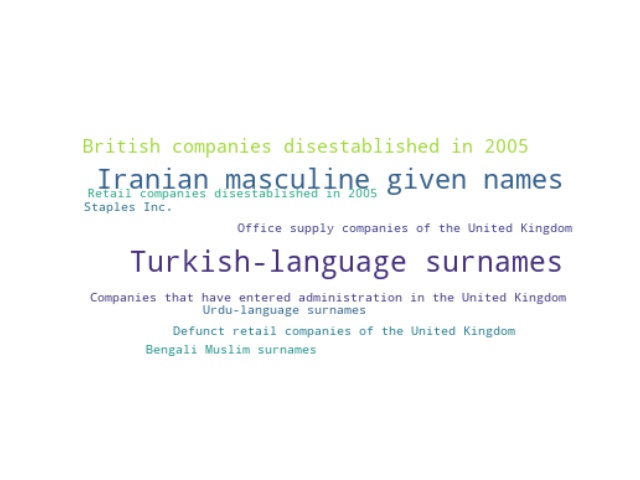 British companies disestablished in 2005
Iranian masculine given names
Retail companies disestablished in 2005
Staples Inc.
Office supply companies of the United Kingdom
Turkish-language surnames
Companies that have entered administration in the United Kingdom
Urdu-language surnames
Defunct retail companies of the United Kingdom
Bengali Muslim surnames